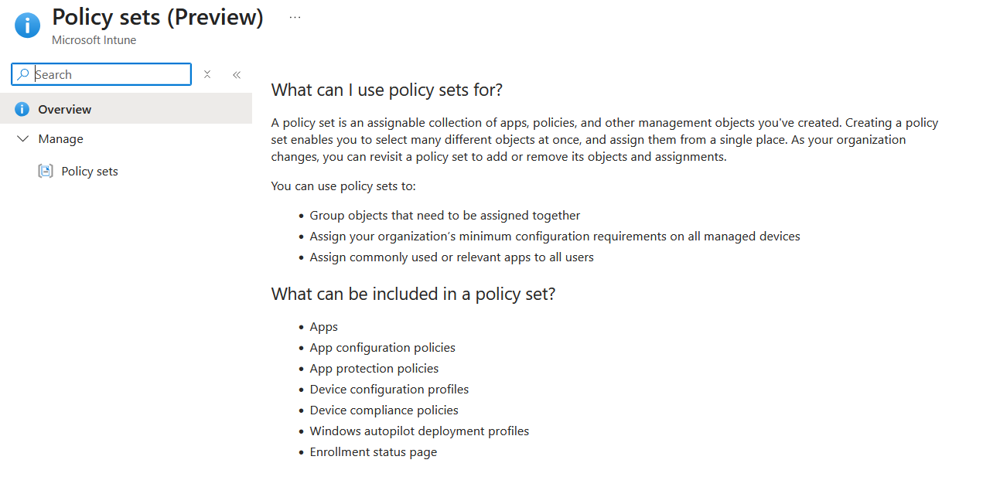 Policy sets (Preview) ...
Microsoft Intune
Search
Overview
Manage
Policy sets
What can I use policy sets for?
A policy set is an assignable collection of apps, policies, and other management objects you've created. Creating a policy
set enables you to select many different objects at once, and assign them from a single place. As your organization
changes, you can revisit a policy set to add or remove its objects and assignments.
You can use policy sets to:
• Group objects that need to be assigned together
• Assign your organization's minimum configuration requirements on all managed devices
• Assign commonly used or relevant apps to all users
What can be included in a policy set?
• Apps
• App configuration policies
• App protection policies
• Device configuration profiles
• Device compliance policies
• Windows autopilot deployment profiles
• Enrollment status page